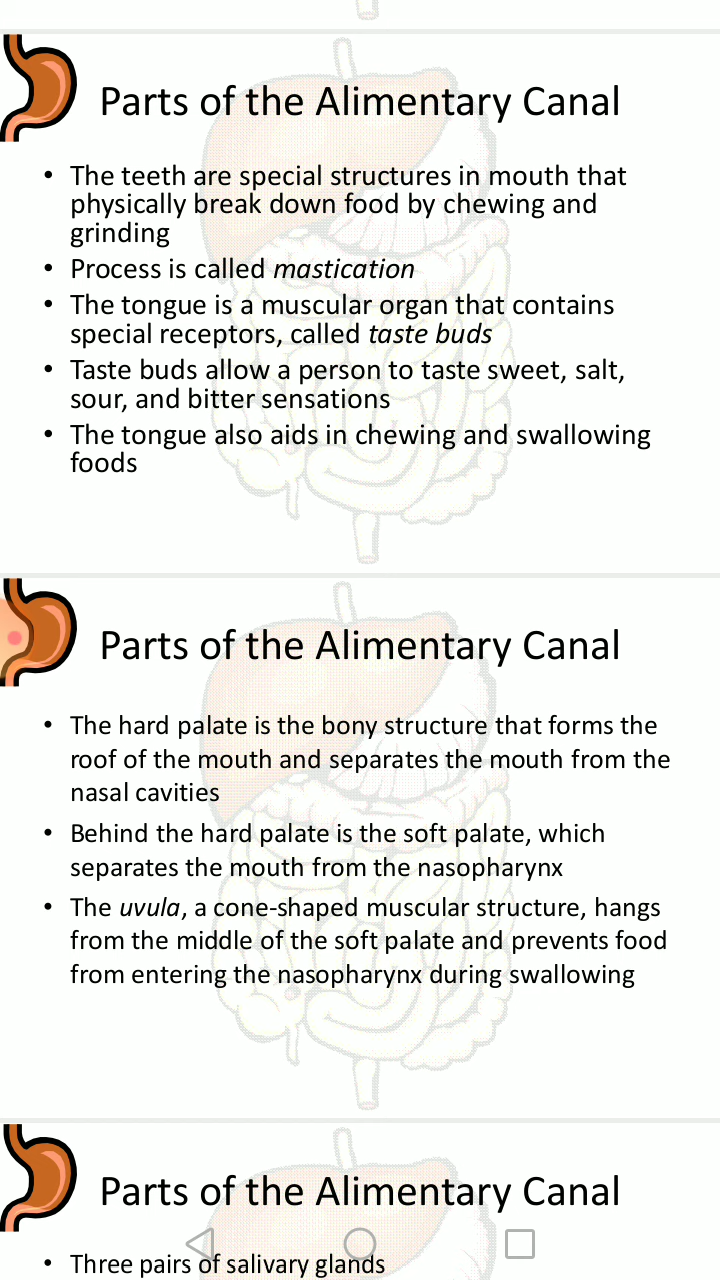 Parts of the Alimentary Canal
• The teeth are special structures in mouth that
physically break down food by chewing and
grinding
• Process is called mastication
• The tongue is a muscular organ that contains
special receptors, called taste buds
• Taste buds allow a person to taste sweet, salt,
sour, and bitter sensations
• The tongue also aids in chewing and swallowing
foods
Parts of the Alimentary Canal
• The hard palate is the bony structure that forms the
roof of the mouth and separates the mouth from the
nasal cavities
• Behind the hard palate is the soft palate, which
separates the mouth from the nasopharynx
• The uvula, a cone-shaped muscular structure, hangs
from the middle of the soft palate and prevents food
from entering the nasopharynx during swallowing
Parts of the Alimentary Canal
• Three pairs of salivary glands